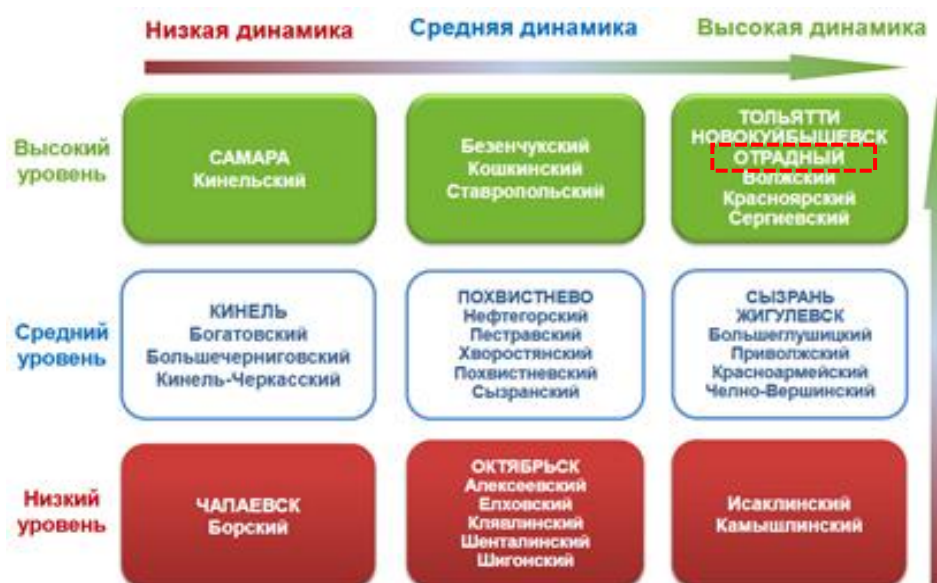 Низкая динамика
Средняя динамика
Высокая динамика
Высокий
уровень
САМАРА
Кинельский
Безенчукский
Кошкинский
Ставропольский
ТОЛЬЯТТИ
НОВОКУЙБЫШЕВСК
ОТРАДНЫЙ
Волжский
Красноярский
Сергиевский
Средний
уровень
КИНЕЛЬ
Богатовский
Большечерниговский
Кинель-Черкасский
ПОХВИСТНЕВО
Нефтегорский
Пестравский
Хворостянский
Похвистневский
Сызранский
СЫЗРАНЬ
ЖИГУЛЕВСК
Большеглушицкий
Приволжский
Красноармейский
Челно-Вершинский
Низкий
уровень
ЧАПАЕВСК
Борский
ОКТЯБРЬСК
Алексеевский
Елховский
Клявлинский
Шенталинский
Шигонский
Исаклинский
Камышлинский